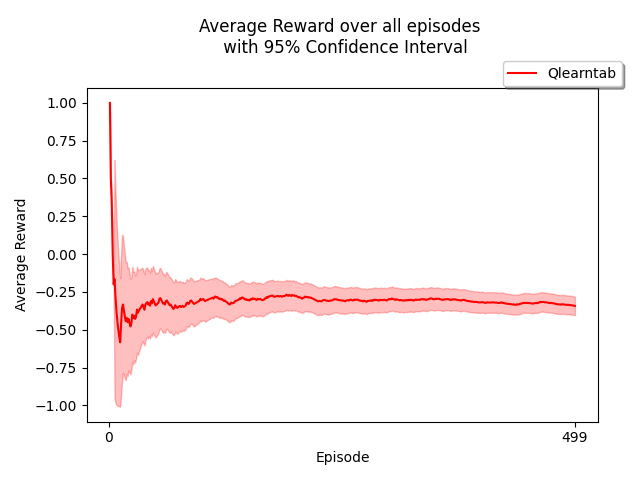 Average Reward over all episodes
with 95% Confidence Interval
Qlearntab
1.00
0.75
0.50
0.25
0.00
−0.25
−0.50
−0.75
−1.00
Average Reward
0
499
Episode